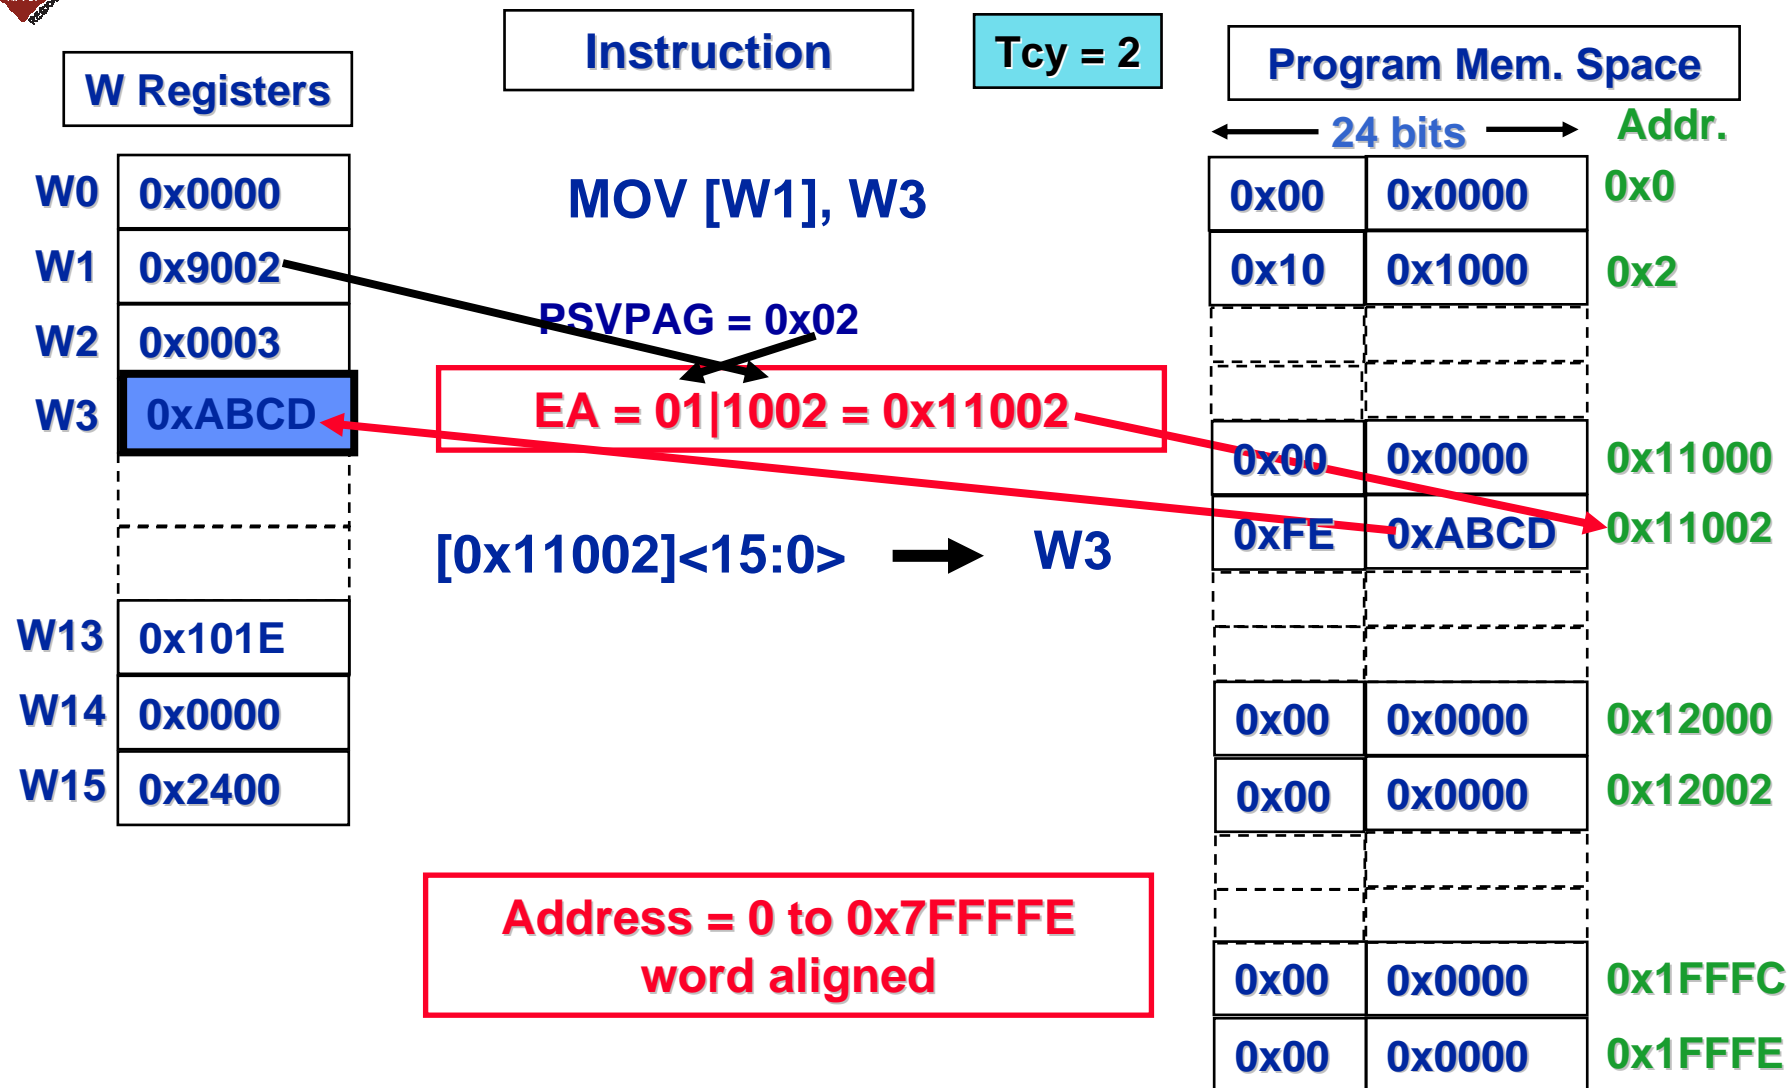 Instruction
Tcy = 2
W Registers
Program Mem. Space
24 bits
Addr.
W0 0x0000
W1 0x9002
W2 0x0003
W3 0xABCD
W13 0x101E
W14 0x0000
W15 0x2400
MOV [W1], W3
PSVPAG = 0x02
EA = 01|1002 = 0x11002
[0x11002]<15:0> W3
Address = 0 to 0x7FFFFE
word aligned
0x00 0x0000 0x0
0x10 0x1000 0x2
0x00 0x0000 0x11000
0xFE 0xABCD 0x11002
0x00 0x0000 0x12000
0x00 0x0000 0x12002
0x00 0x0000 0x1FFFC
0x00 0x0000 0x1FFFE